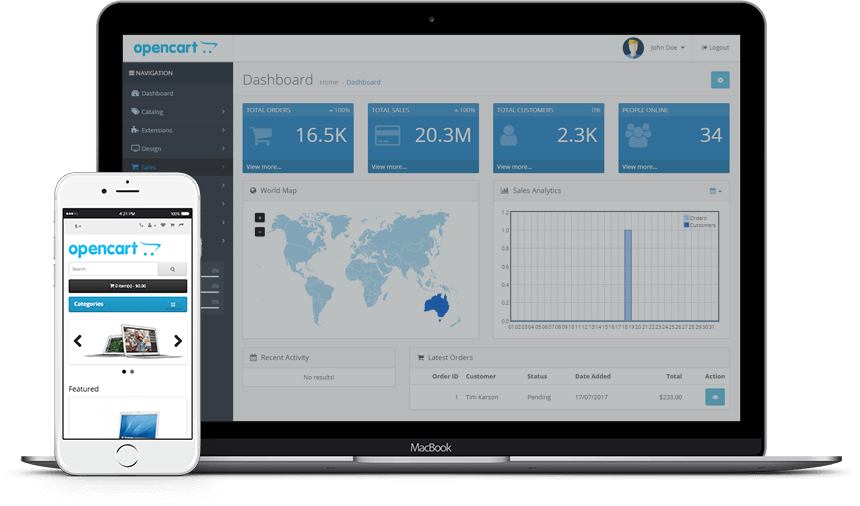 opencart
John Doe
Logout
NAVIGATION
Dashboard
Catalog
Extensions
Design
Sales
0%
0%
0%
Dashboard
Home - Dashboard
TOTAL ORDERS
100%
16.5K
View more...
TOTAL SALES
100%
20.3M
View more...
TOTAL CUSTOMERS
0%
2.3K
View more...
PEOPLE ONLINE
34
View more...
World Map
+
-
Sales Analytics
Orders
Customers
1.2
1.0
0.8
0.6
0.4
0.2
0.0
01 02 03 04 05 06 07 08 09 10 11 12 13 14 15 16 17 18 19 20 21 22 23 24 25 26 27 28 29 30 31
Recent Activity
No results!
Latest Orders
Order ID Customer Status Date Added Total Action
1 Tim Karson Pending 17/07/2017 $233.00
MacBook
4:21 PM
100%
$
opencart
Search
0 item(s) - $0.00
Categories
Featured